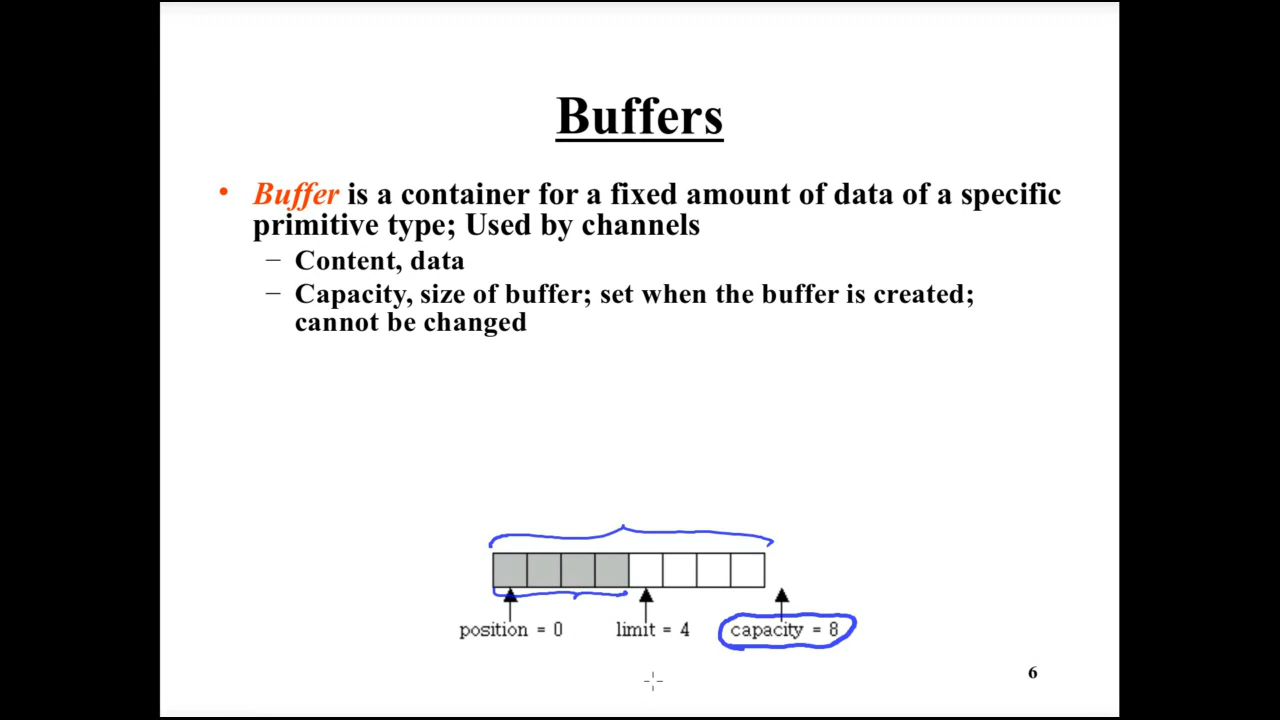 Buffers
• Buffer is a container for a fixed amount of data of a specific
primitive type; Used by channels
– Content, data
– Capacity, size of buffer; set when the buffer is created;
cannot be changed
position = 0 limit = 4 capacity = 8
6